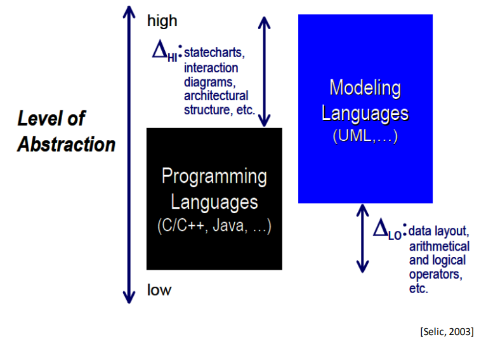 high
ΔHI: statecharts,
interaction
diagrams,
architectural
structure, etc.
Modeling
Languages
(UML,...)
Level of
Abstraction
Programming
Languages
(C/C++, Java, ...)
ΔLO: data layout,
arithmetical
and logical
operators,
etc.
low
[Selic, 2003]